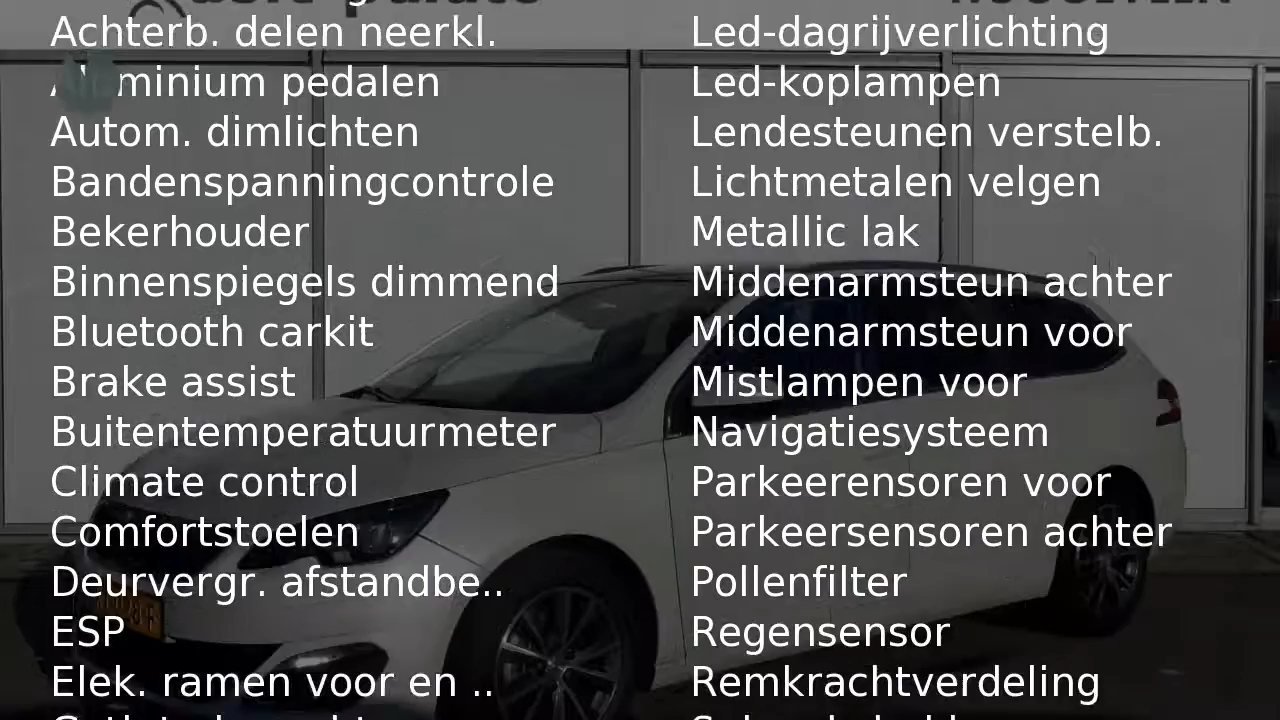 Achterb. delen neerkl.
Aluminium pedalen
Autom. dimlichten
Bandenspanningcontrole
Bekerhouder
Binnenspiegels dimmend
Bluetooth carkit
Brake assist
Buitentemperatuurmeter
Climate control
Comfortstoelen
Deurvergr. afstandbe..
ESP
Elek. ramen voor en ..
Led-dagrijverlichting
Led-koplampen
Lendesteunen verstelb.
Lichtmetalen velgen
Metallic lak
Middenarmsteun achter
Middenarmsteun voor
Mistlampen voor
Navigatiesysteem
Parkeerensoren voor
Parkeersensoren achter
Pollenfilter
Regensensor
Remkrachtverdeling